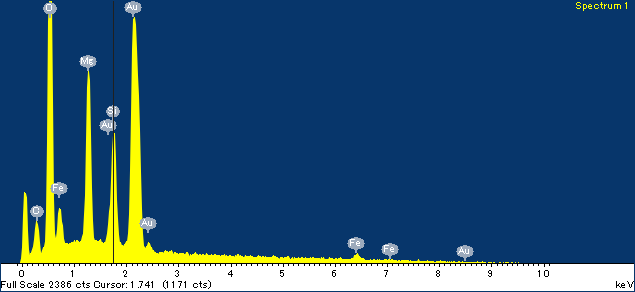 Spectrum 1
O
Au
Mg
Si
Au
Fe
C
Au
Fe
Fe
Au
0 1 2 3 4 5 6 7 8 9 10
Full Scale 2386 cts Cursor: 1.741 (1171 cts) keV